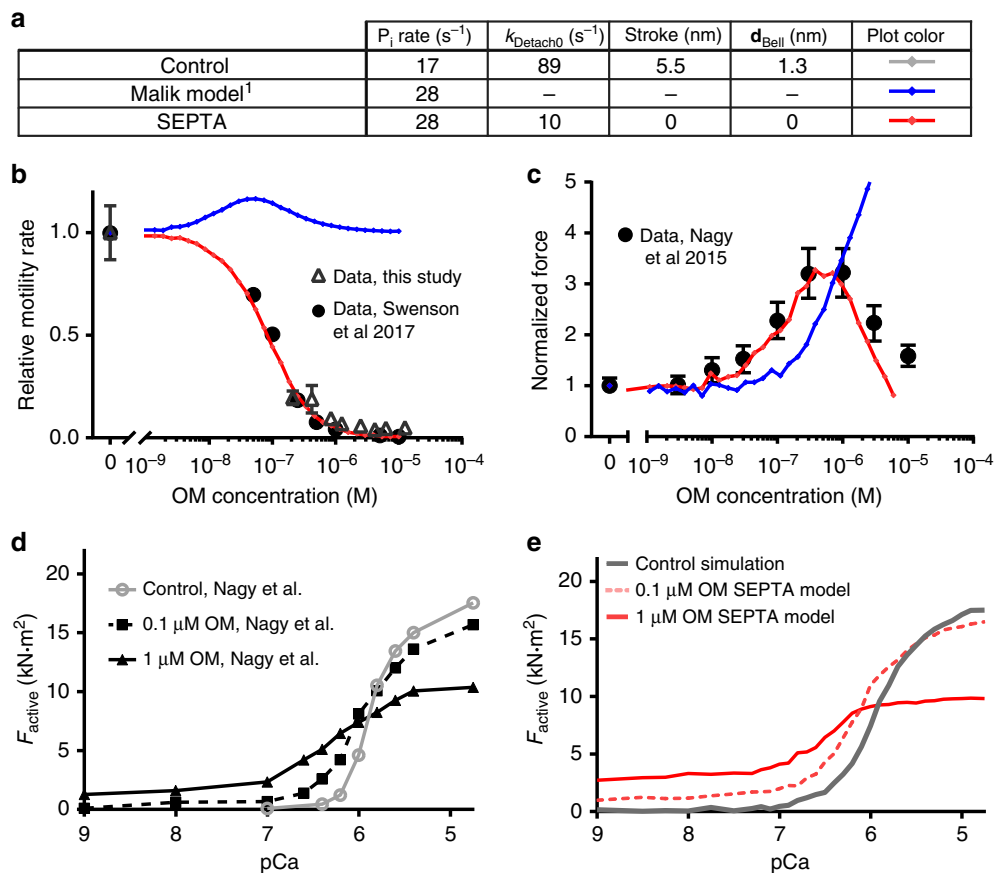 a
P_i rate (s⁻¹) k_Detach0 (s⁻¹) Stroke (nm) d_Bell (nm) Plot color
Control 17 89 5.5 1.3
Malik model¹ 28 – – –
SEPTA 28 10 0 0
b
Relative motility rate
1.0
0.5
0.0
Data, this study
Data, Swenson
et al 2017
0 10⁻⁹ 10⁻⁸ 10⁻⁷ 10⁻⁶ 10⁻⁵ 10⁻⁴
OM concentration (M)
c
Normalized force
5
4
3
2
1
0
Data, Nagy
et al 2015
0 10⁻⁹ 10⁻⁸ 10⁻⁷ 10⁻⁶ 10⁻⁵ 10⁻⁴
OM concentration (M)
d
F_active (kN·m²)
20
15
10
5
0
Control, Nagy et al.
0.1 μM OM, Nagy et al.
1 μM OM, Nagy et al.
9 8 7 6 5
pCa
e
F_active (kN·m²)
20
15
10
5
0
Control simulation
0.1 μM OM SEPTA model
1 μM OM SEPTA model
9 8 7 6 5
pCa